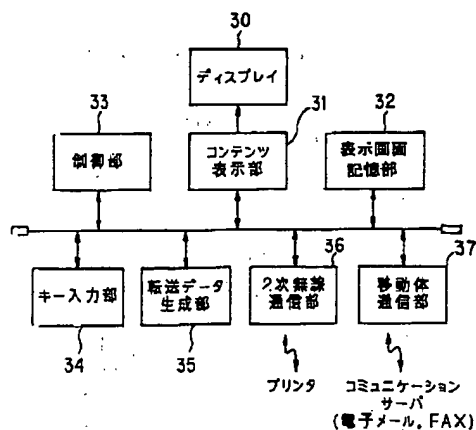 30
ディスプレイ
33
31
32
制御部
コンテンツ
表示部
表示画面
記憶部
36
37
キー入力部
転送データ
生成部
2次無線
通信部
移動体
通信部
34
35
プリンタ
コミュニケーション
サーバ
(電子メール,FAX)